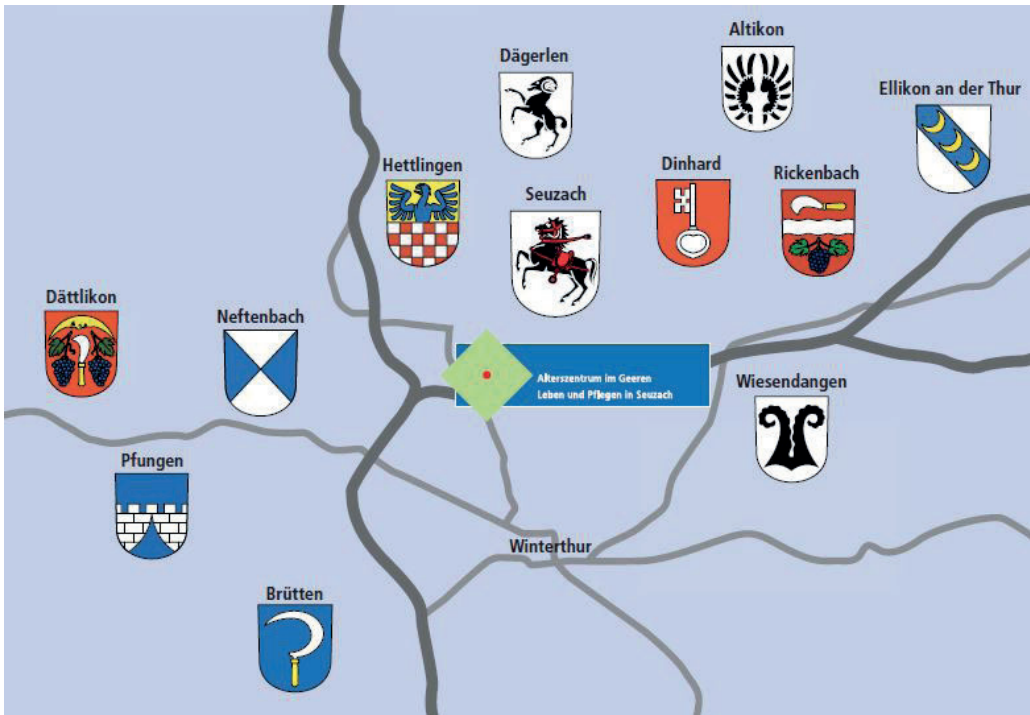 Altikon
Dägerlen
Ellikon an der Thur
Hettlingen
Dinhard
Rickenbach
Seuzach
Dättlikon
Neftenbach
Alterszentrum im Geeren
Leben und Pflegen in Seuzach
Wiesendangen
Pfungen
Winterthur
Brütten